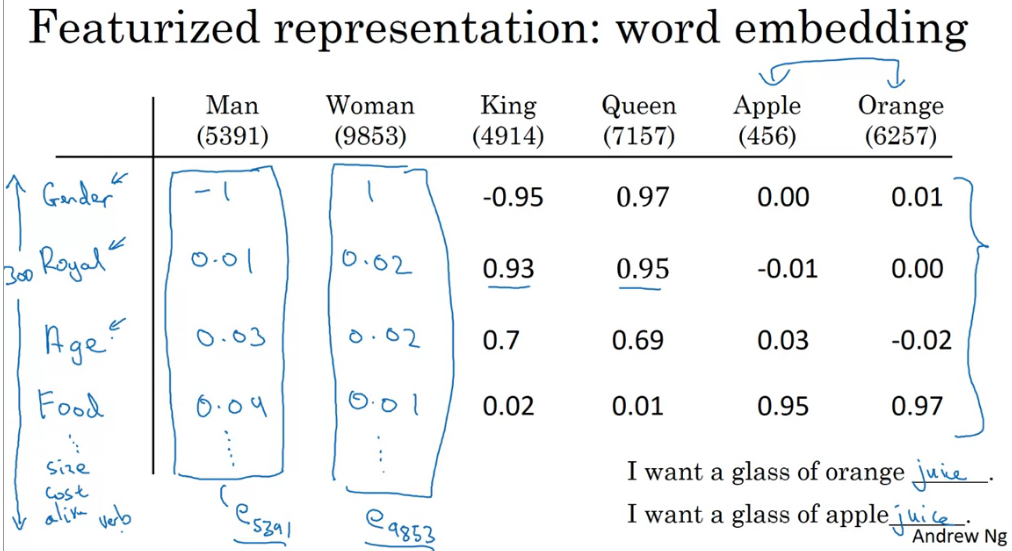 Featurized representation: word embedding
Man Woman King Queen Apple Orange
(5391) (9853) (4914) (7157) (456) (6257)
Gender -1 1 -0.95 0.97 0.00 0.01
300 Royal 0.01 0.02 0.93 0.95 -0.01 0.00
Age 0.03 0.02 0.7 0.69 0.03 -0.02
Food 0.04 0.01 0.02 0.01 0.95 0.97
size
cost
alive verb
e5391 e9853
I want a glass of orange juice.
I want a glass of apple juice.
Andrew Ng